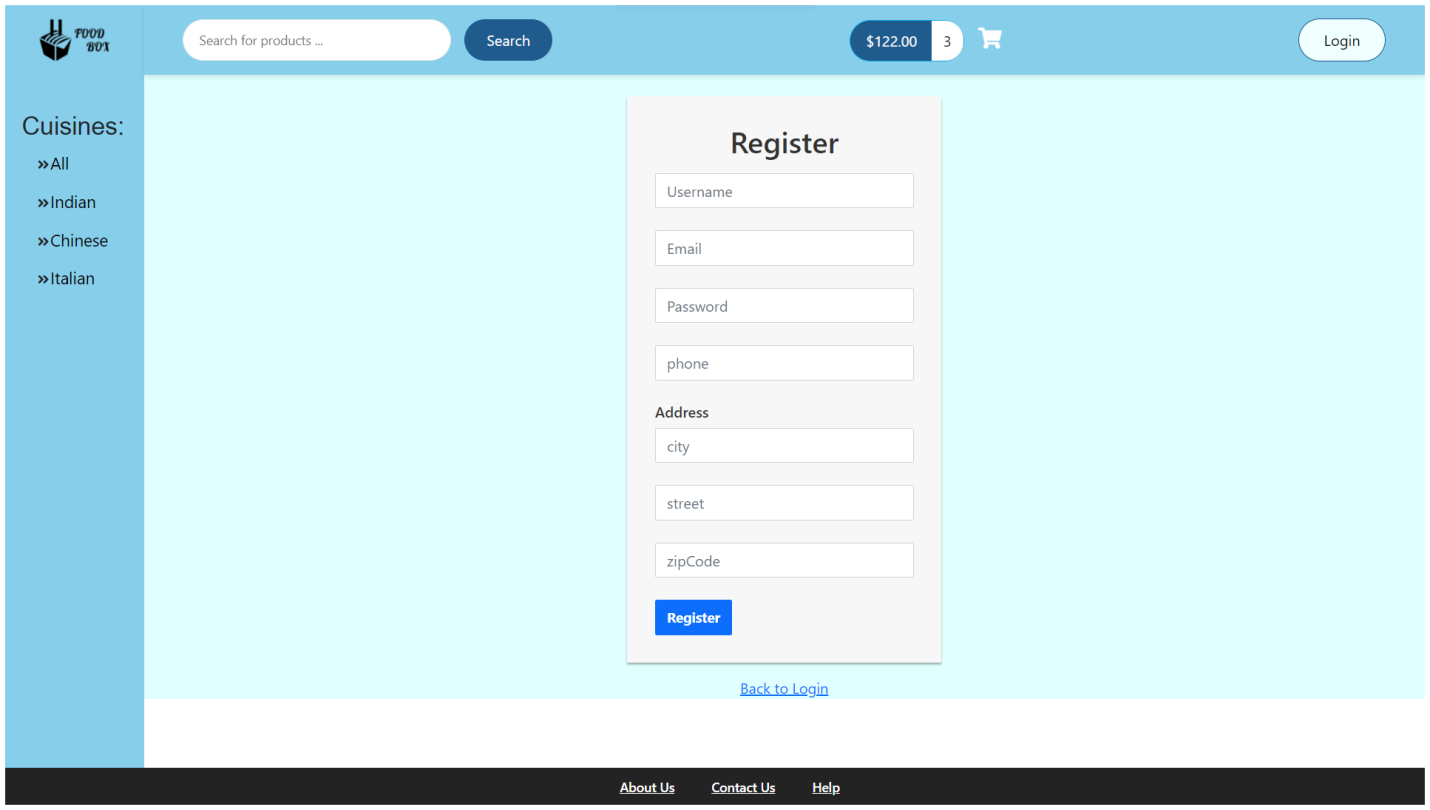 FOOD
BOX
Search for products ...
Search
$122.00
3
Login
Cuisines:
»All
»Indian
»Chinese
»Italian
Register
Username
Email
Password
phone
Address
city
street
zipCode
Register
Back to Login
About Us Contact Us Help